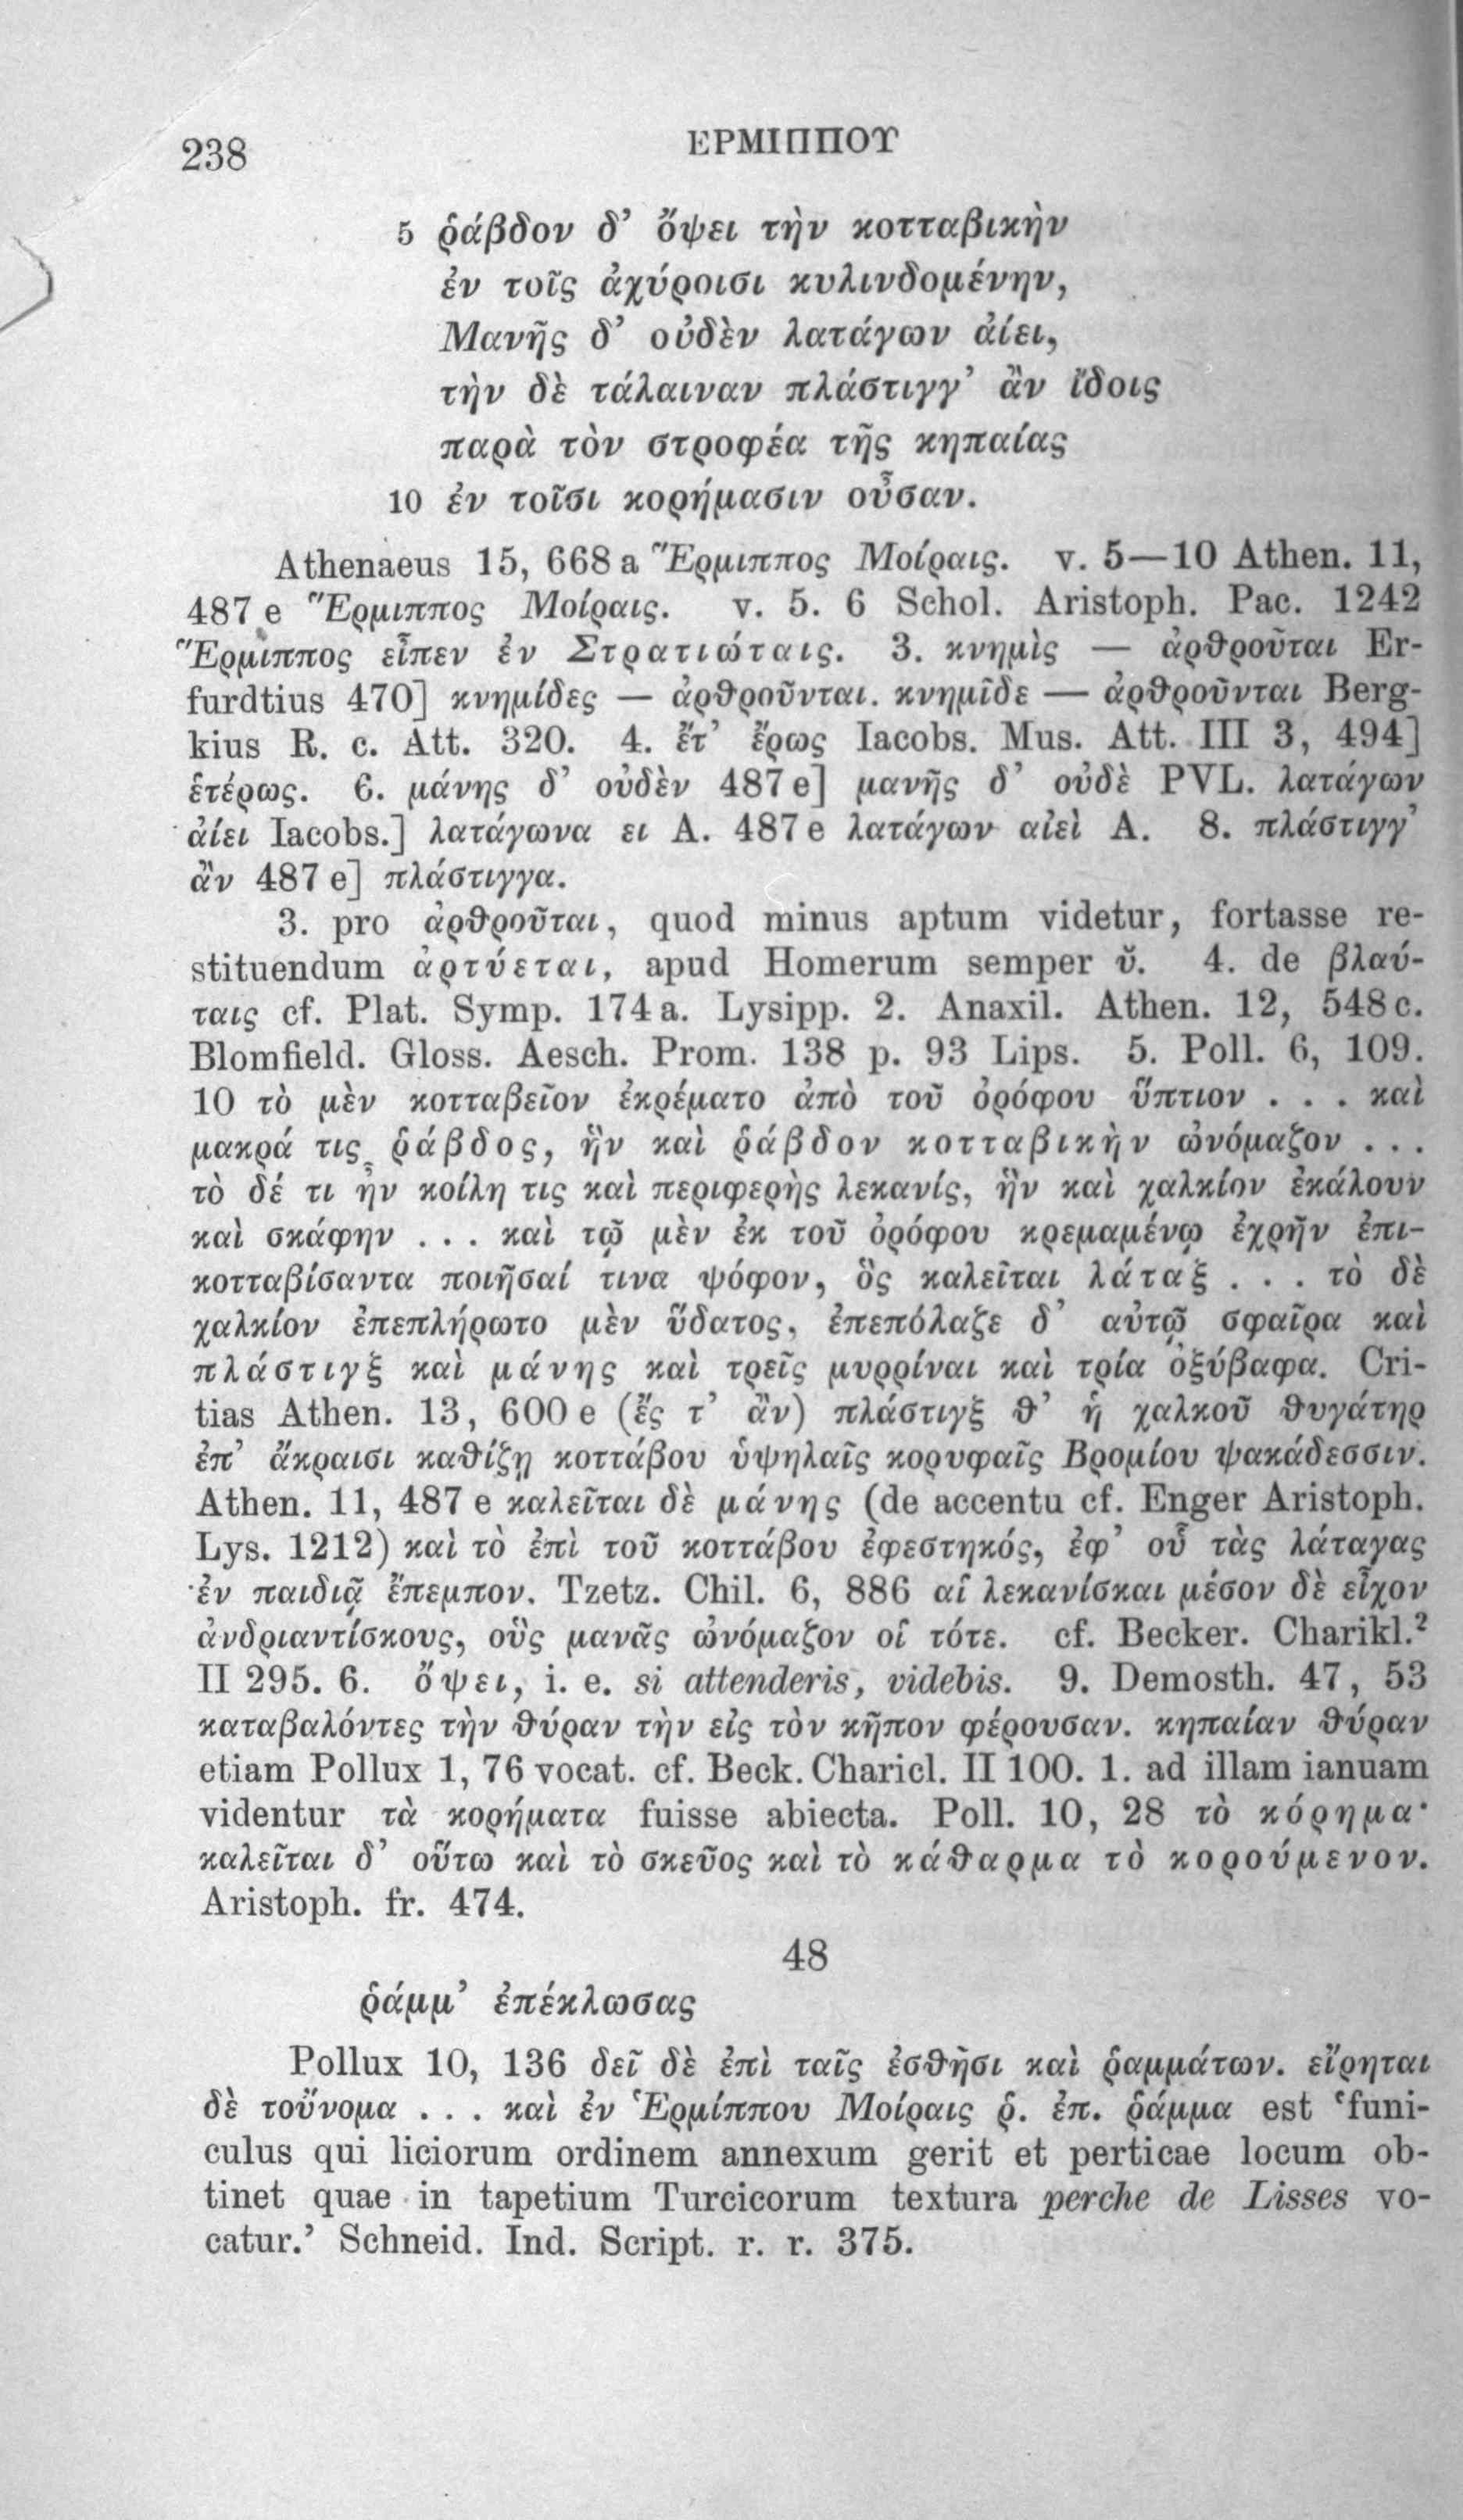 238 ΕΡΜΙΠΠΟΥ
5 ῥάβδον δ’ ὄψει τὴν κοτταβικὴν
ἐν τοῖς ἀχύροισι κυλινδομένην,
Μανῆς δ’ οὐδὲν λατάγων ἀίει,
τὴν δὲ τάλαιναν πλάστιγγ’ ἂν ἴδοις
παρὰ τὸν στροφέα τῆς κηπαίας
10 ἐν τοῖσι κορήμασιν οὖσαν.
Athenaeus 15, 668 a Ἕρμιππος Μοίραις. v. 5—10 Athen. 11,
487 e Ἕρμιππος Μοίραις. v. 5. 6 Schol. Aristoph. Pac. 1242
Ἕρμιππος εἶπεν ἐν Στρατιώταις. 3. κνημὶς — ἀρθροῦται Er-
furdtius 470] κνημίδες — ἀρθροῦνται. κνημῖδε — ἀρθροῦνται Berg-
kius R. c. Att. 320. 4. ἔτ’ ἔρως Iacobs. Mus. Att. III 3, 494]
ἑτέρως. 6. μάνης δ’ οὐδὲν 487 e] μανῆς δ’ οὐδὲ PVL. λατάγων
ἀίει Iacobs.] λατάγωνα ει A. 487 e λατάγων αἰεὶ A. 8. πλάστιγγ’
ἂν 487 e] πλάστιγγα.
3. pro ἀρθροῦται, quod minus aptum videtur, fortasse re-
stituendum ἀρτύεται, apud Homerum semper ῠ. 4. de βλαύ-
ταις cf. Plat. Symp. 174 a. Lysipp. 2. Anaxil. Athen. 12, 548 c.
Blomfield. Gloss. Aesch. Prom. 138 p. 93 Lips. 5. Poll. 6, 109.
10 τὸ μὲν κοτταβεῖον ἐκρέματο ἀπὸ τοῦ ὀρόφου ὕπτιον . . . καὶ
μακρά τις ῥάβδος, ἣν καὶ ῥάβδον κοτταβικὴν ὠνόμαζον . . .
τὸ δέ τι ἦν κοίλη τις καὶ περιφερὴς λεκανίς, ἣν καὶ χαλκίον ἐκάλουν
καὶ σκάφην . . . καὶ τῷ μὲν ἐκ τοῦ ὀρόφου κρεμαμένῳ ἐχρῆν ἐπι-
κοτταβίσαντα ποιῆσαί τινα ψόφον, ὃς καλεῖται λάταξ . . . τὸ δὲ
χαλκίον ἐπεπλήρωτο μὲν ὕδατος, ἐπεπόλαζε δ’ αὐτῷ σφαῖρα καὶ
πλάστιγξ καὶ μάνης καὶ τρεῖς μυρρίναι καὶ τρία ὀξύβαφα. Cri-
tias Athen. 13, 600 e (ἔς τ’ ἂν) πλάστιγξ θ’ ἡ χαλκοῦ θυγάτηρ
ἐπ’ ἄκραισι καθίζῃ κοττάβου ὑψηλαῖς κορυφαῖς Βρομίου ψακάδεσσιν.
Athen. 11, 487 e καλεῖται δὲ μάνης (de accentu cf. Enger Aristoph.
Lys. 1212) καὶ τὸ ἐπὶ τοῦ κοττάβου ἐφεστηκός, ἐφ’ οὗ τὰς λάταγας
ἐν παιδιᾷ ἔπεμπον. Tzetz. Chil. 6, 886 αἱ λεκανίσκαι μέσον δὲ εἶχον
ἀνδριαντίσκους, οὓς μανᾶς ὠνόμαζον οἱ τότε. cf. Becker. Charikl.²
II 295. 6. ὄψει, i. e. si attenderis, videbis. 9. Demosth. 47, 53
καταβαλόντες τὴν θύραν τὴν εἰς τὸν κῆπον φέρουσαν. κηπαίαν θύραν
etiam Pollux 1, 76 vocat. cf. Beck. Charicl. II 100. 1. ad illam ianuam
videntur τὰ κορήματα fuisse abiecta. Poll. 10, 28 τὸ κόρημα·
καλεῖται δ’ οὕτω καὶ τὸ σκεῦος καὶ τὸ κάθαρμα τὸ κορούμενον.
Aristoph. fr. 474.
48
ῥάμμ’ ἐπέκλωσας
Pollux 10, 136 δεῖ δὲ ἐπὶ ταῖς ἐσθῆσι καὶ ῥαμμάτων. εἴρηται
δὲ τοὔνομα . . . καὶ ἐν Ἑρμίππου Μοίραις ῥ. ἐπ. ῥάμμα est ‘funi-
culus qui liciorum ordinem annexum gerit et perticae locum ob-
tinet quae in tapetium Turcicorum textura perche de Lisses vo-
catur.’ Schneid. Ind. Script. r. r. 375.